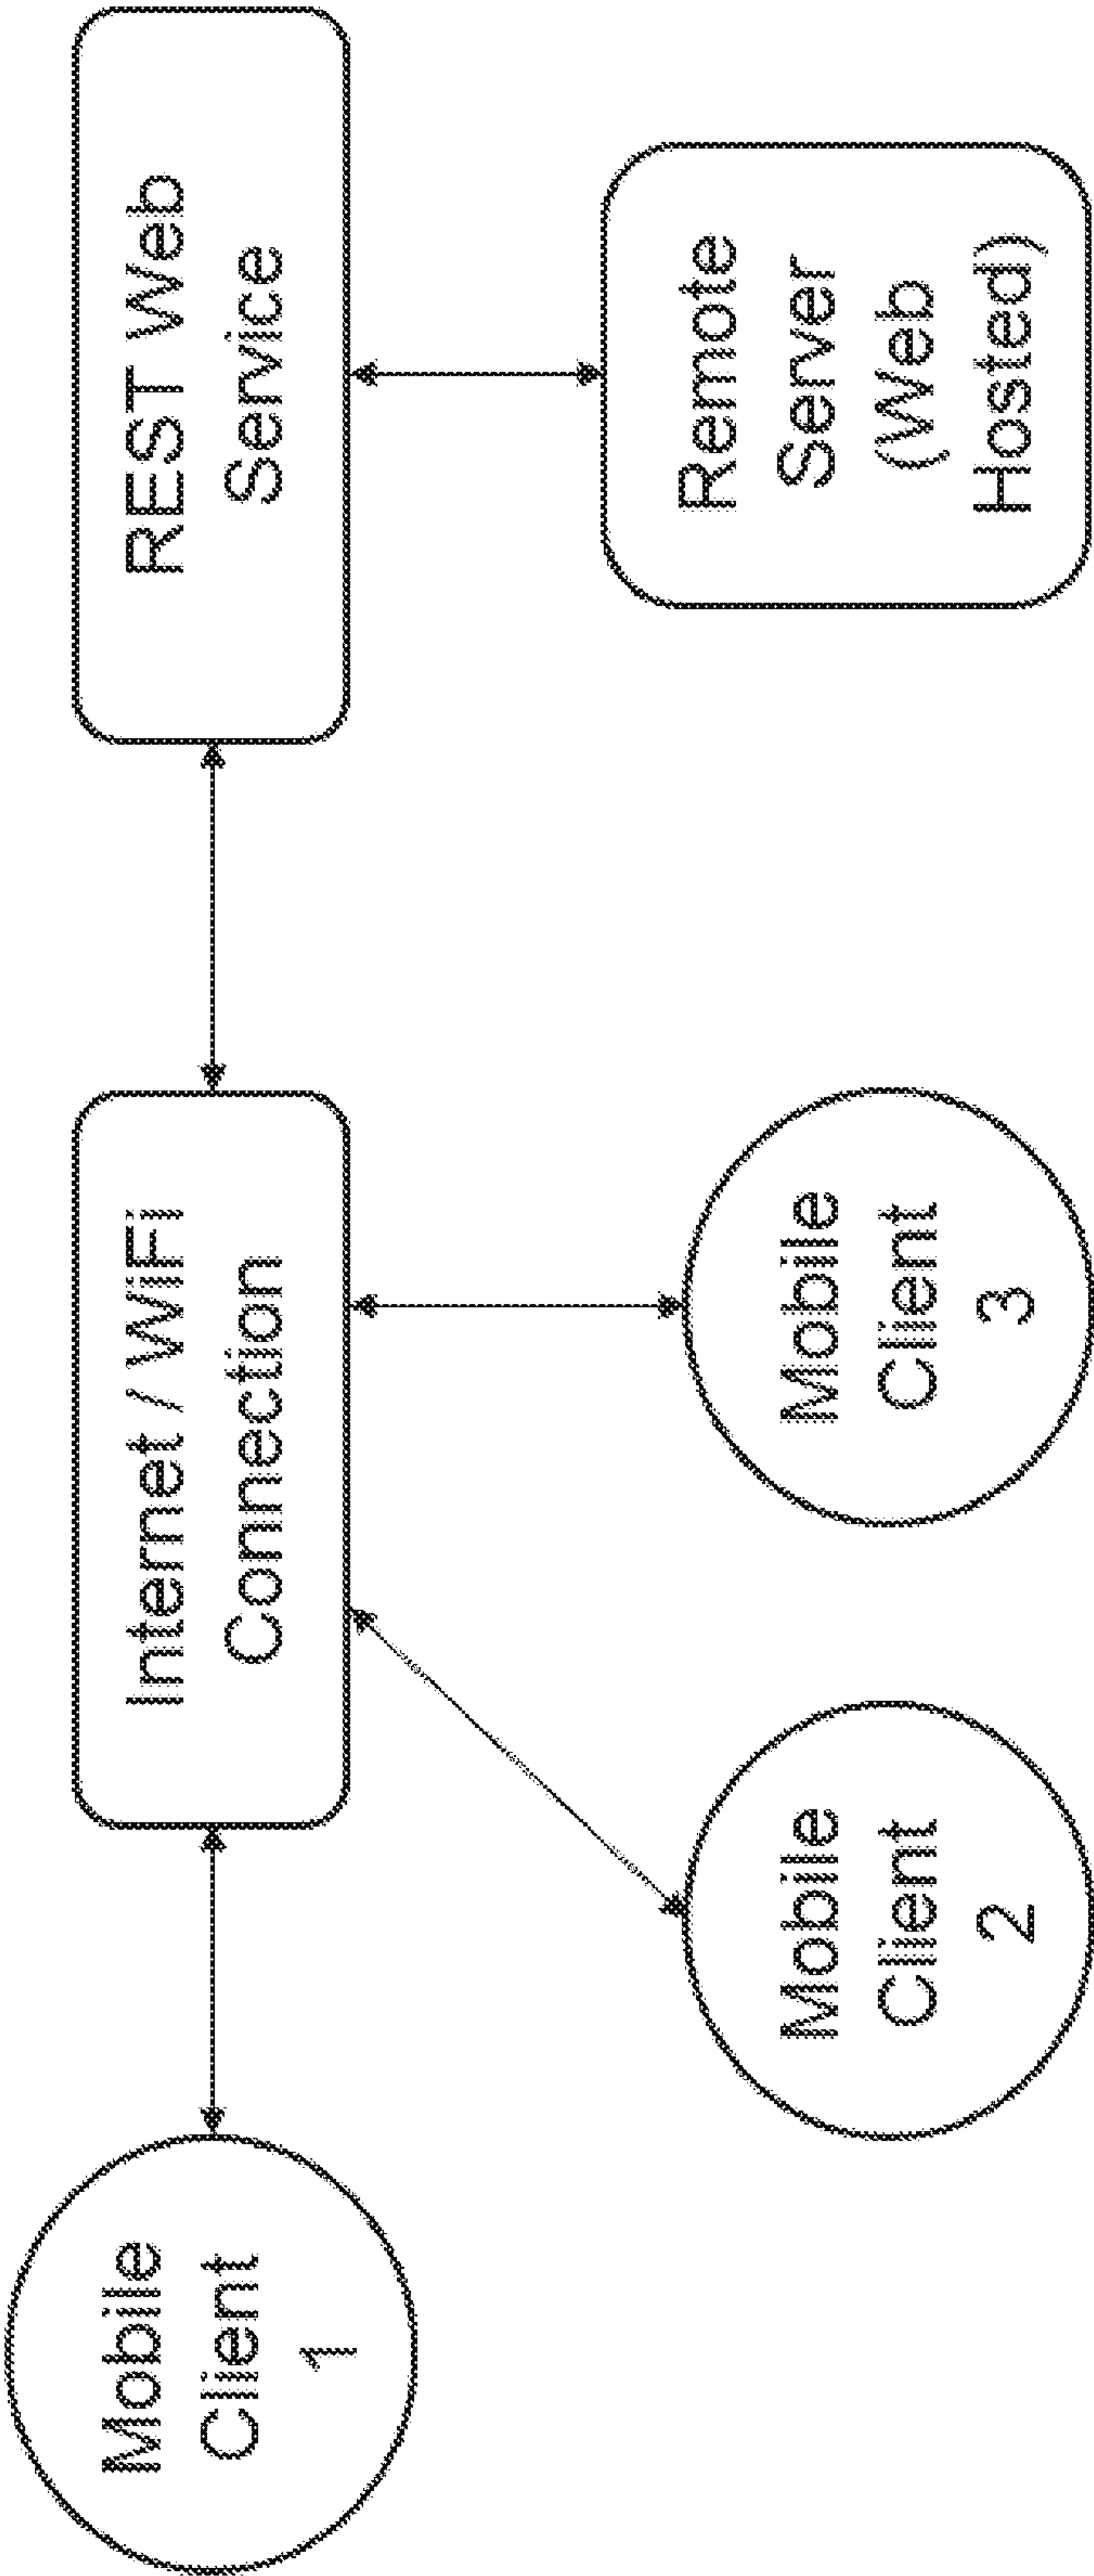 Mobile
Client
1
Internet / WiFi
Connection
REST Web
Service
Mobile
Client
2
Mobile
Client
3
Remote
Server
(Web
Hosted)